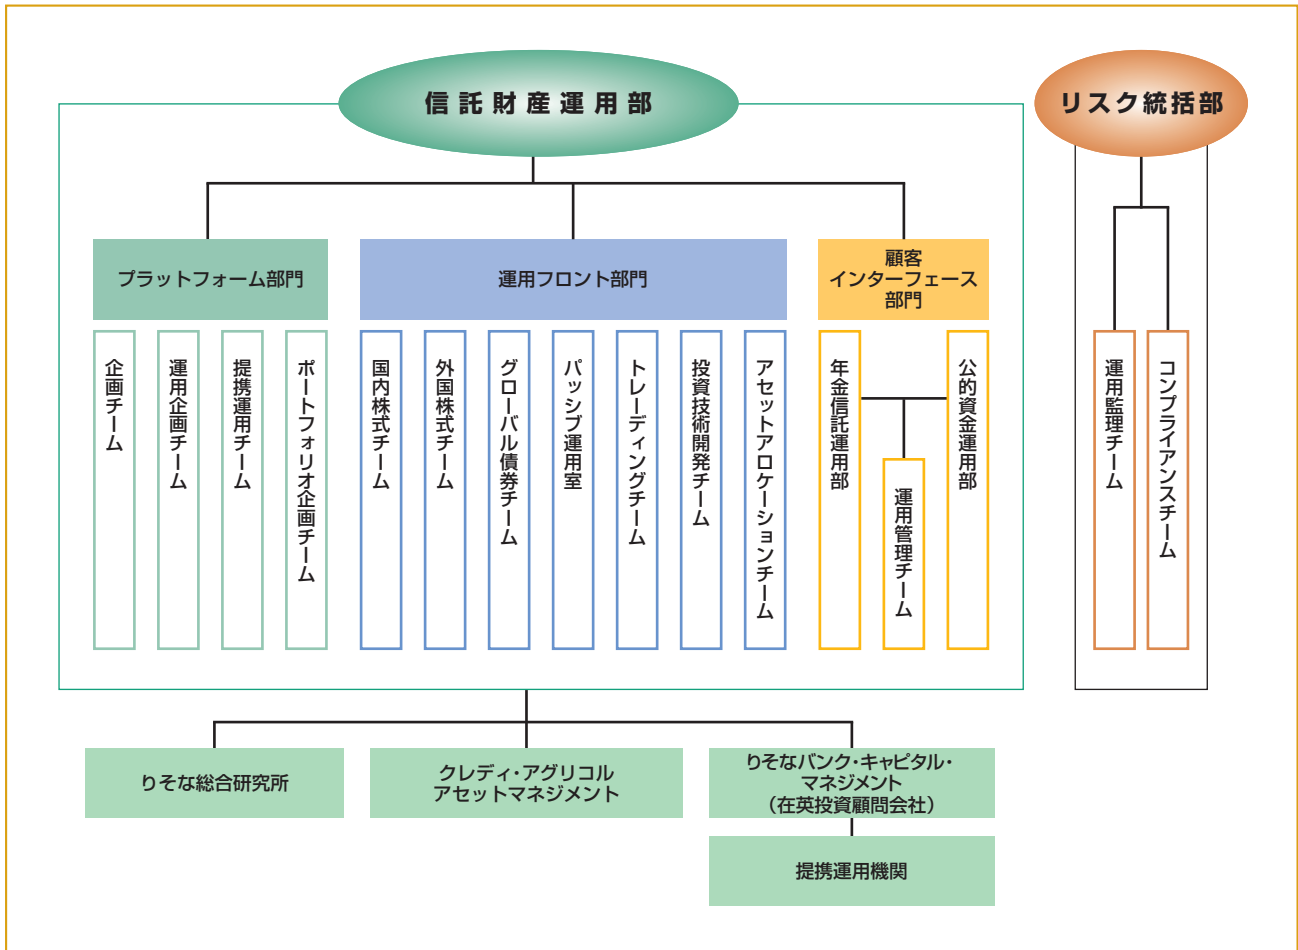 信託財産運用部
リスク統括部
プラットフォーム部門
運用フロント部門
顧客
インターフェース
部門
企画チーム
運用企画チーム
提携運用チーム
ポートフォリオ企画チーム
国内株式チーム
外国株式チーム
グローバル債券チーム
パッシブ運用室
トレーディングチーム
投資技術開発チーム
アセットアロケーションチーム
年金信託運用部
運用管理チーム
公的資金運用部
運用監理チーム
コンプライアンスチーム
りそな総合研究所
クレディ・アグリコル
アセットマネジメント
りそなバンク・キャピタル・
マネジメント
（在英投資顧問会社）
提携運用機関